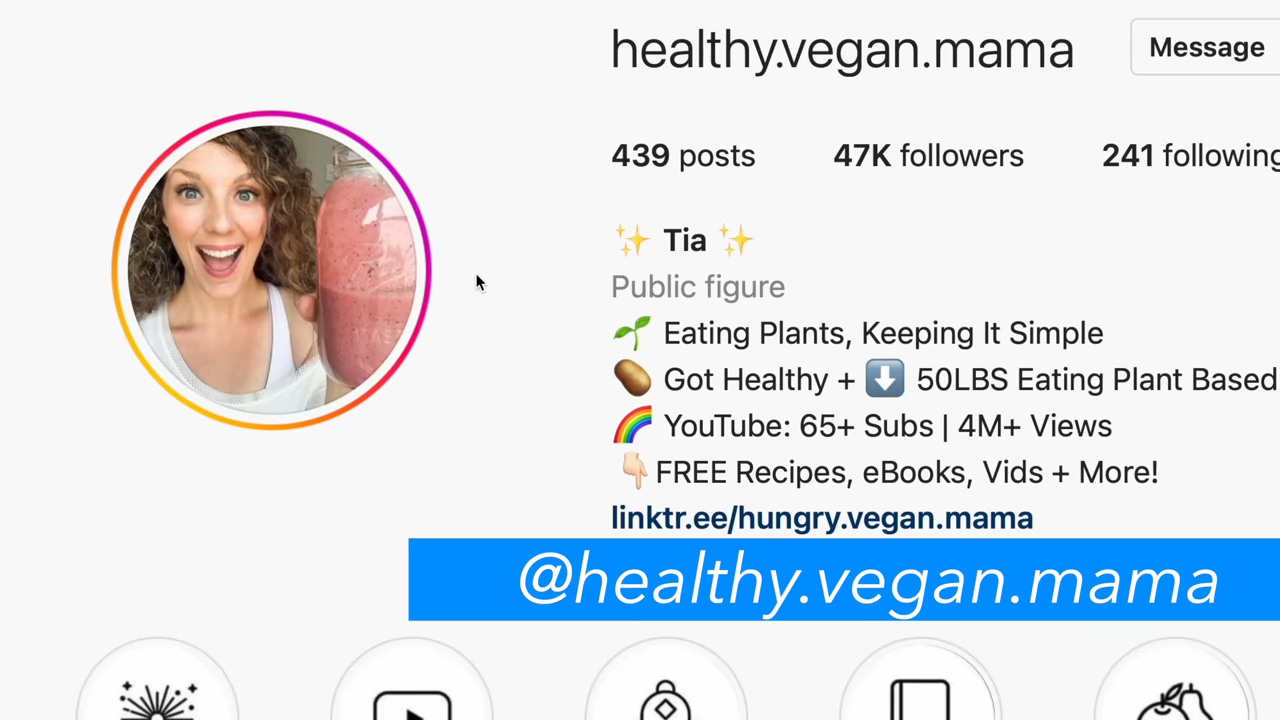 healthy.vegan.mama
Message
439 posts 47K followers 241 following
✨ Tia ✨
Public figure
🌱 Eating Plants, Keeping It Simple
🥔 Got Healthy + ⬇️ 50LBS Eating Plant Based
🌈 YouTube: 65+ Subs | 4M+ Views
👇🏻FREE Recipes, eBooks, Vids + More!
linktr.ee/hungry.vegan.mama
@healthy.vegan.mama